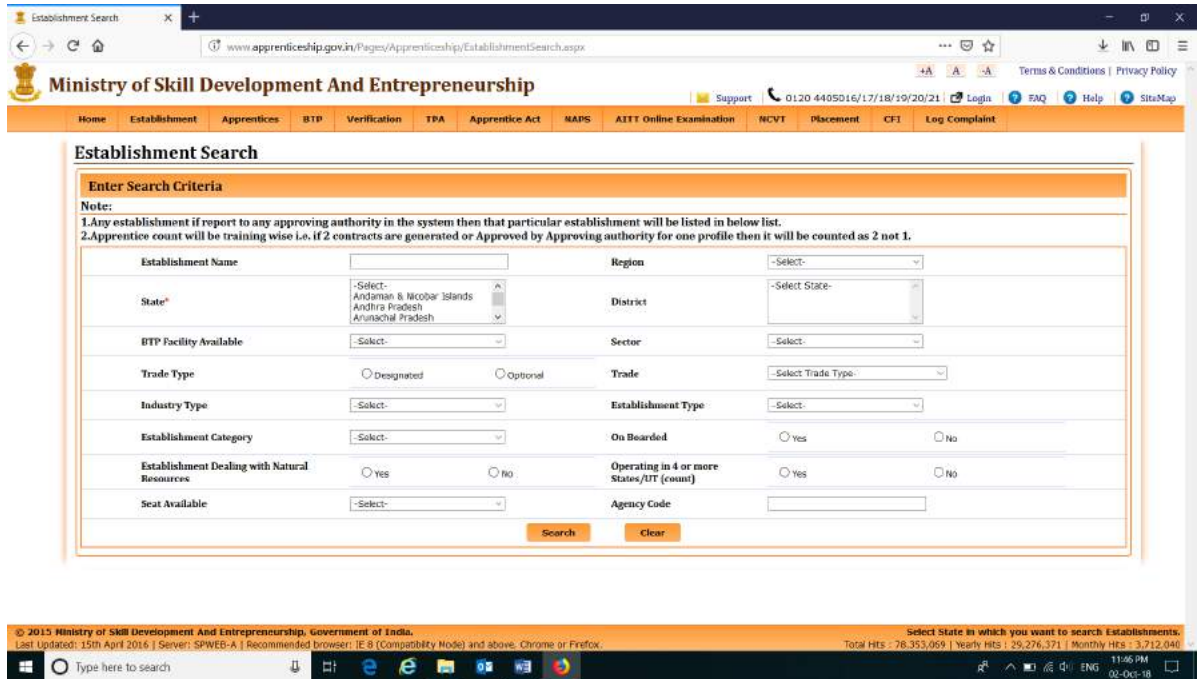 Establishment Search
www.apprenticeship.gov.in/Pages/Apprenticeship/EstablishmentSearch.aspx
+A A -A Terms & Conditions | Privacy Policy
Ministry of Skill Development And Entrepreneurship
Support 0120 4405016/17/18/19/20/21 Login FAQ Help SiteMap
Home Establishment Apprentices BTP Verification TPA Apprentice Act NAPS AITT Online Examination NCVT Placement CFI Log Complaint
Establishment Search
Enter Search Criteria
Note:
1.Any establishment if report to any approving authority in the system then that particular establishment will be listed in below list.
2.Apprentice count will be training wise i.e. if 2 contracts are generated or Approved by Approving authority for one profile then it will be counted as 2 not 1.
Establishment Name Region -Select-
State* -Select- District -Select State-
Andaman & Nicobar Islands
Andhra Pradesh
Arunachal Pradesh
BTP Facility Available -Select- Sector -Select-
Trade Type Designated Optional Trade -Select Trade Type-
Industry Type -Select- Establishment Type -Select-
Establishment Category -Select- On Boarded Yes No
Establishment Dealing with Natural Resources Yes No Operating in 4 or more States/UT (count) Yes No
Seat Available -Select- Agency Code
Search Clear
© 2015 Ministry of Skill Development And Entrepreneurship, Government of India. Select State in which you want to search Establishments.
Last Updated: 15th April 2016 | Server: SPWEB-A | Recommended browser: IE 8 (Compatibility Mode) and above, Chrome or Firefox. Total Hits : 78,353,069 | Yearly Hits : 29,276,371 | Monthly Hits : 3,712,040
Type here to search ENG 11:46 PM
02-Oct-18